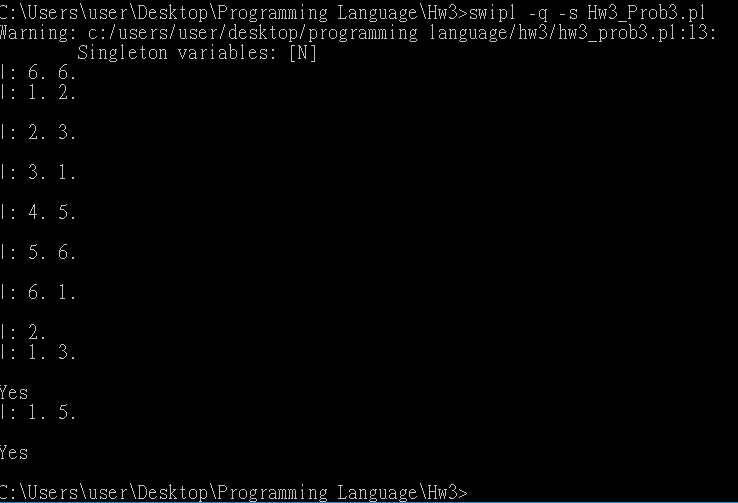 C:\Users\user\Desktop\Programming Language\Hw3>swipl -q -s Hw3_Prob3.pl
Warning: c:/users/user/desktop/programming language/hw3/hw3_prob3.pl:13:
Singleton variables: [N]
|: 6. 6.
|: 1. 2.
|: 2. 3.
|: 3. 1.
|: 4. 5.
|: 5. 6.
|: 6. 1.
|: 2.
|: 1. 3.
Yes
|: 1. 5.
Yes
C:\Users\user\Desktop\Programming Language\Hw3>